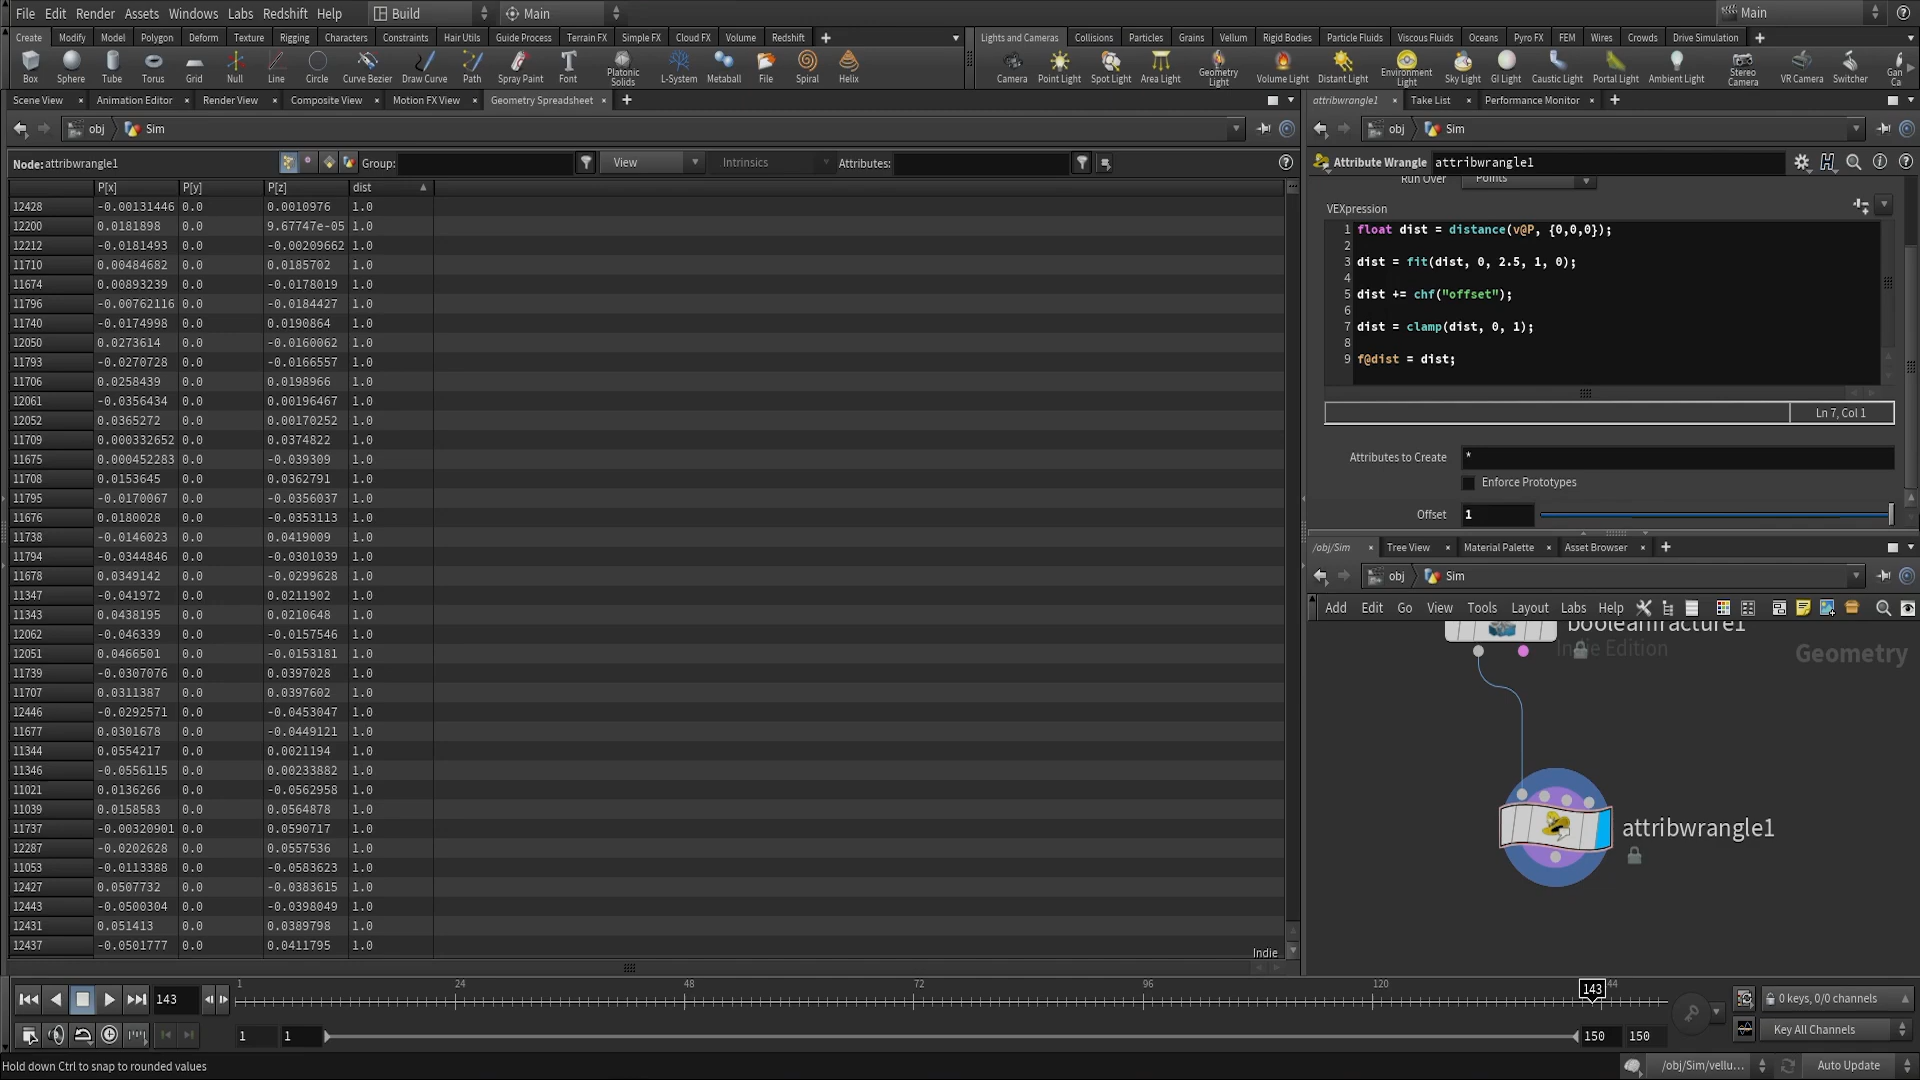 File Edit Render Assets Windows Labs Redshift Help Build Main Main
Create Modify Model Polygon Deform Texture Rigging Characters Constraints Hair Utils Guide Process Terrain FX Simple FX Cloud FX Volume Redshift
Lights and Cameras Collisions Particles Grains Vellum Rigid Bodies Particle Fluids Viscous Fluids Oceans Pyro FX FEM Wires Crowds Drive Simulation
Box Sphere Tube Torus Grid Null Line Circle Curve Bezier Draw Curve Path Spray Paint Font Platonic Solids L-System Metaball File Spiral Helix
Camera Point Light Spot Light Area Light Geometry Light Volume Light Distant Light Environment Light Sky Light GI Light Caustic Light Portal Light Ambient Light Stereo Camera VR Camera Switcher Gan Ca
Scene View Animation Editor Render View Composite View Motion FX View Geometry Spreadsheet
obj Sim
Node: attribwrangle1 Group: View Intrinsics Attributes:
P[x] P[y] P[z] dist
12428 -0.00131446 0.0 0.0010976 1.0
12200 0.0181898 0.0 9.67747e-05 1.0
12212 -0.0181493 0.0 -0.00209662 1.0
11710 0.00484682 0.0 0.0185702 1.0
11674 0.00893239 0.0 -0.0178019 1.0
11796 -0.00762116 0.0 -0.0184427 1.0
11740 -0.0174998 0.0 0.0190864 1.0
12050 0.0273614 0.0 -0.0160062 1.0
11793 -0.0270728 0.0 -0.0166557 1.0
11706 0.0258439 0.0 0.0198966 1.0
12061 -0.0356434 0.0 0.00196467 1.0
12052 0.0365272 0.0 0.00170252 1.0
11709 0.000332652 0.0 0.0374822 1.0
11675 0.000452283 0.0 -0.039309 1.0
11708 0.0153645 0.0 0.0362791 1.0
11795 -0.0170067 0.0 -0.0356037 1.0
11676 0.0180028 0.0 -0.0353113 1.0
11738 -0.0146023 0.0 0.0419009 1.0
11794 -0.0344846 0.0 -0.0301039 1.0
11678 0.0349142 0.0 -0.0299628 1.0
11347 -0.041972 0.0 0.0211902 1.0
11343 0.0438195 0.0 0.0210648 1.0
12062 -0.046339 0.0 -0.0157546 1.0
12051 0.0466501 0.0 -0.0153181 1.0
11739 -0.0307076 0.0 0.0397028 1.0
11707 0.0311387 0.0 0.0397602 1.0
12446 -0.0292571 0.0 -0.0453047 1.0
11677 0.0301678 0.0 -0.0449121 1.0
11344 0.0554217 0.0 0.0021194 1.0
11346 -0.0556115 0.0 0.00233882 1.0
11021 0.0136266 0.0 -0.0562958 1.0
11039 0.0158583 0.0 0.0564878 1.0
11737 -0.00320901 0.0 0.0590717 1.0
12287 -0.0202628 0.0 0.0557536 1.0
11053 -0.0113388 0.0 -0.0583623 1.0
12427 0.0507732 0.0 -0.0383615 1.0
12443 -0.0500304 0.0 -0.0398049 1.0
12431 0.051413 0.0 0.0389798 1.0
12437 -0.0501777 0.0 0.0411795 1.0
Indie
attribwrangle1 Take List Performance Monitor
obj Sim
Attribute Wrangle attribwrangle1
Run Over Points
VEXpression
1 float dist = distance(v@P, {0,0,0});
2
3 dist = fit(dist, 0, 2.5, 1, 0);
4
5 dist += chf("offset");
6
7 dist = clamp(dist, 0, 1);
8
9 f@dist = dist;
Ln 7, Col 1
Attributes to Create *
Enforce Prototypes
Offset 1
/obj/Sim Tree View Material Palette Asset Browser
obj Sim
Add Edit Go View Tools Layout Labs Help
booleanfracture1
Indie Edition Geometry
attribwrangle1
143 1 24 48 72 96 120 143 44
0 keys, 0/0 channels
1 1 150 150 Key All Channels
Hold down Ctrl to snap to rounded values /obj/Sim/vellu... Auto Update